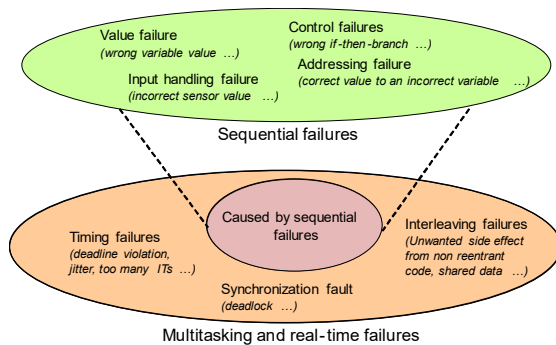 Value failure
(wrong variable value ...)
Control failures
(wrong if-then-branch ...)
Input handling failure
(incorrect sensor value ...)
Addressing failure
(correct value to an incorrect variable ...)
Sequential failures
Caused by sequential
failures
Timing failures
(deadline violation,
jitter, too many ITs ...)
Interleaving failures
(Unwanted side effect
from non reentrant
code, shared data ...)
Synchronization fault
(deadlock ...)
Multitasking and real-time failures